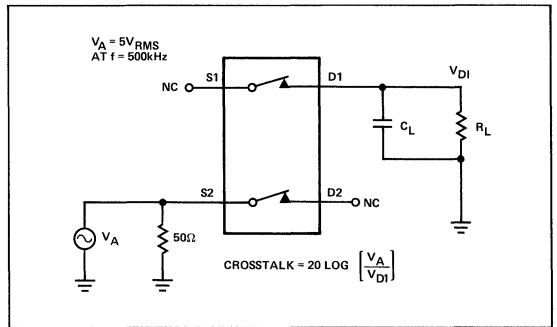 V_A = 5V_RMS
AT f = 500kHz
S1
D1
V_DI
NC
C_L
R_L
S2
D2
NC
V_A
50Ω
CROSSTALK = 20 LOG [V_A / V_D1]